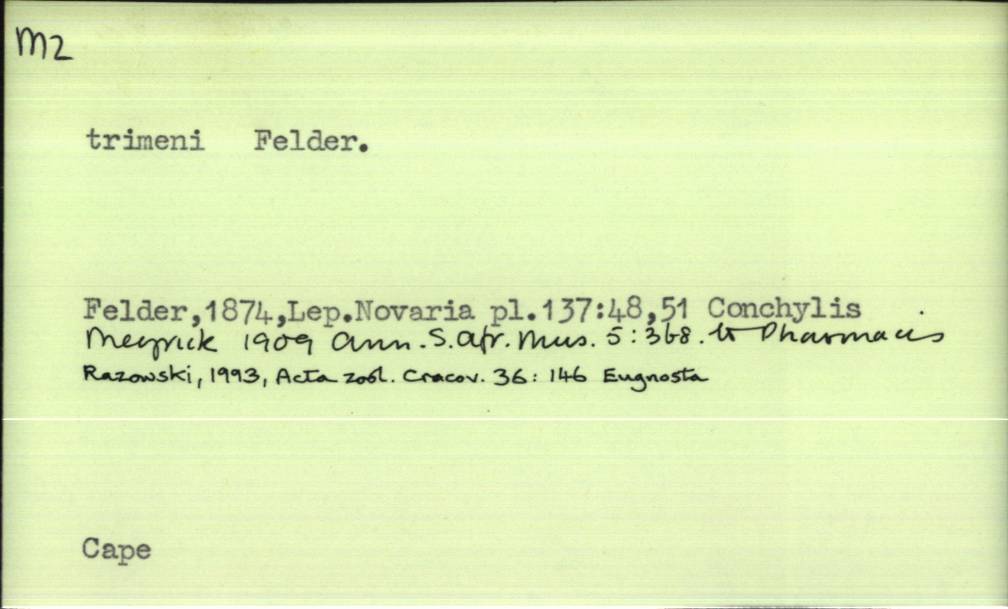 M2
trimeni Felder.
Felder,1874,Lep.Novaria pl.137:48,51 Conchylis
Meyrick 1909 Ann. S. Afr. Mus. 5: 368. to Pharmacis
Razowski, 1993, Acta zool. Cracov. 36: 146 Eugnosta
Cape